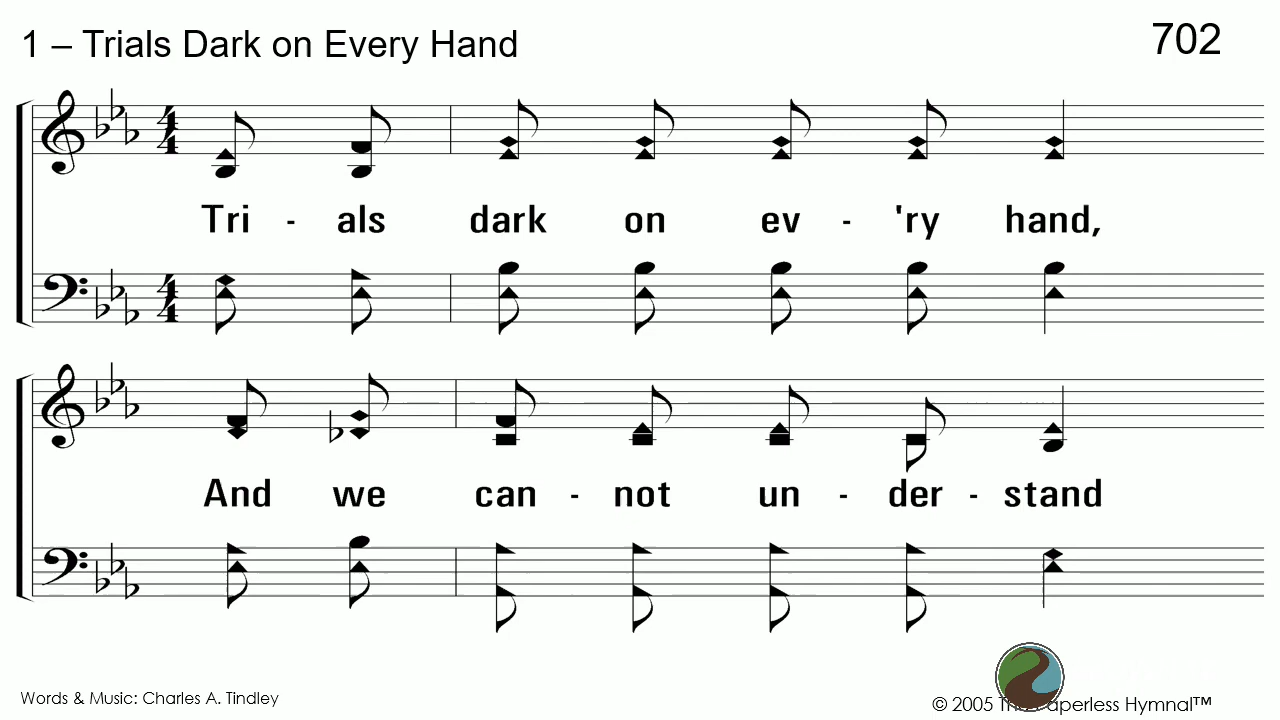 1 – Trials Dark on Every Hand
702
Tri - als dark on ev - 'ry hand,
And we can - not un - der - stand
Words & Music: Charles A. Tindley
© 2005 The Paperless Hymnal™